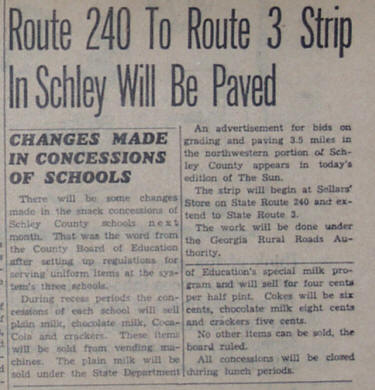 Route 240 To Route 3 Strip
In Schley Will Be Paved
An advertisement for bids on
grading and paving 3.5 miles in
the northwestern portion of Sch-
ley County appears in today's
edition of The Sun.
The strip will begin at Sellars'
Store on State Route 240 and ex-
tend to State Route 3.
The work will be done under
the Georgia Rural Roads Au-
thority.
CHANGES MADE
IN CONCESSIONS
OF SCHOOLS
There will be some changes
made in the snack concessions of
Schley County schools next
month. That was the word from
the County Board of Education
after setting up regulations for
serving uniform items at the sys-
tem's three schools.
During recess periods the con-
cessions of each school will sell
plain milk, chocolate milk, Coca-
Cola and crackers. These items
will be sold from vending ma-
chines. The plain milk will be
sold under the State Department
of Education's special milk pro-
gram and will sell for four cents
per half pint. Cokes will be six
cents, chocolate milk eight cents
and crackers five cents.
No other items can be sold, the
board ruled.
All concessions will be closed
during lunch periods.